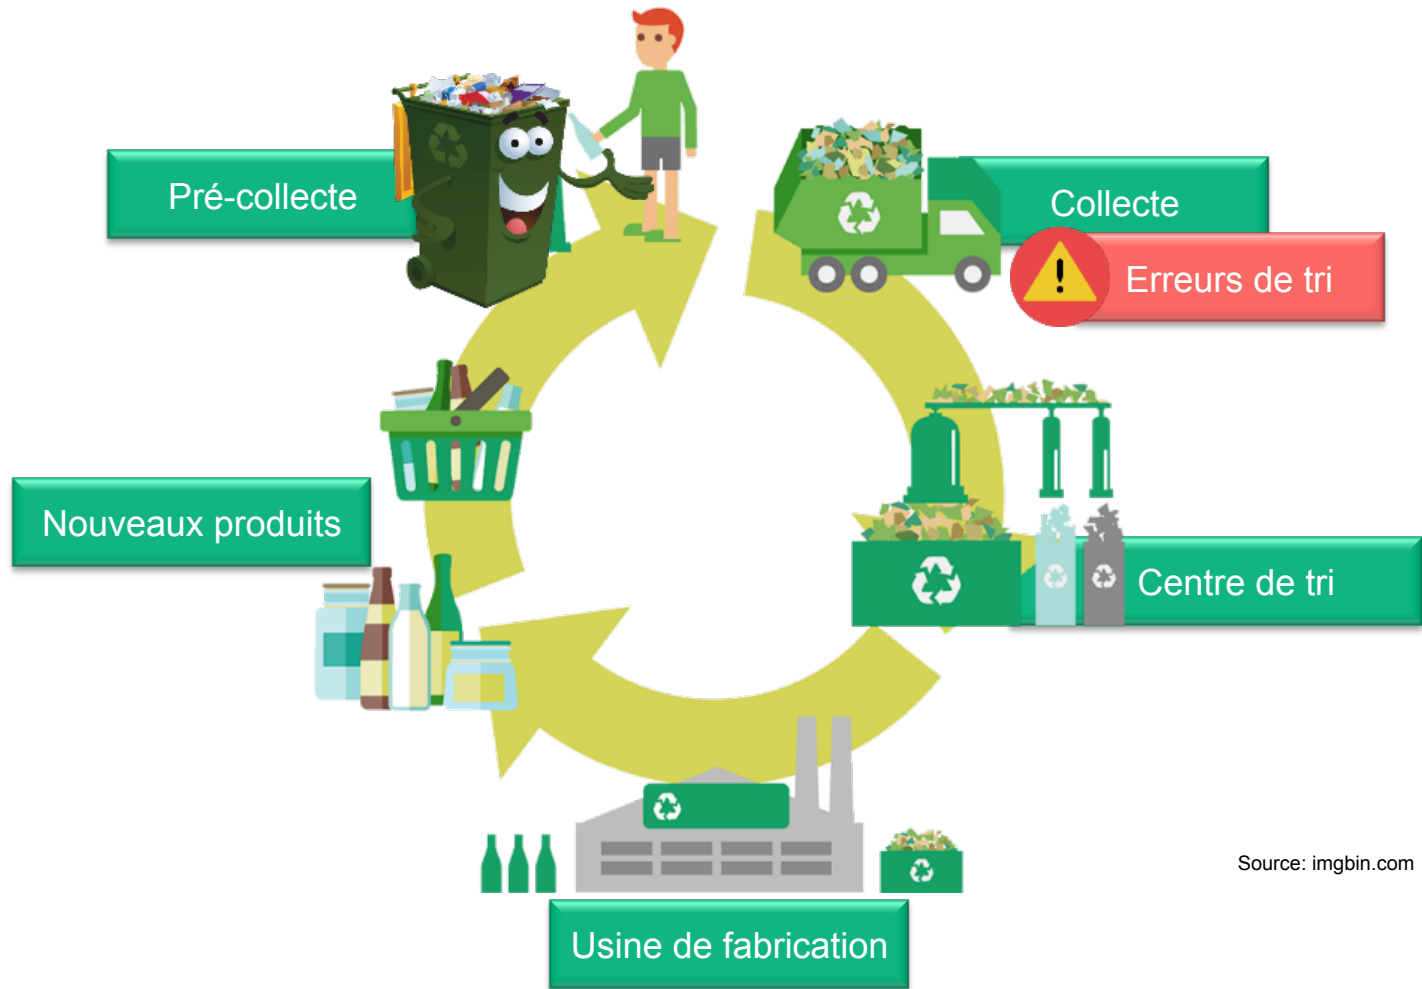 Pré-collecte
Collecte
Erreurs de tri
Nouveaux produits
Centre de tri
Source: imgbin.com
Usine de fabrication